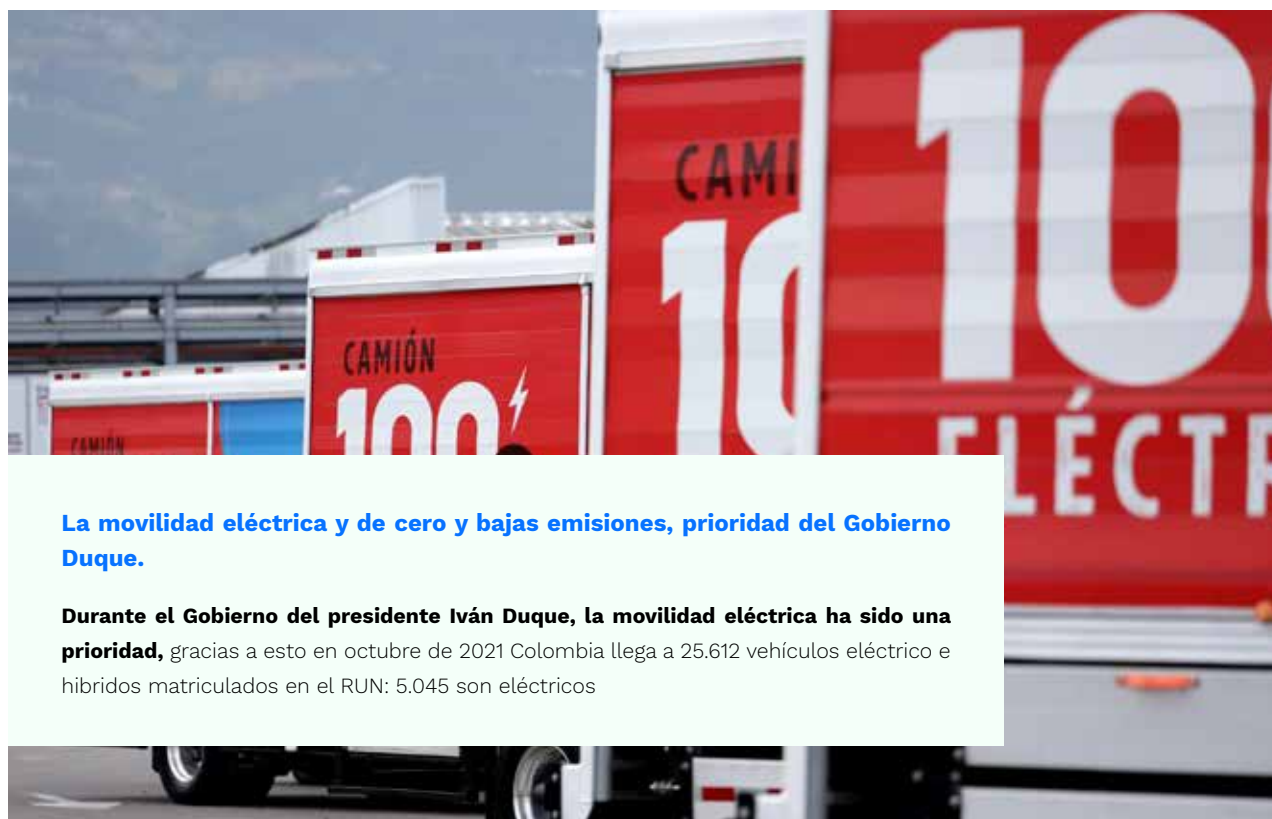 CAMIÓN
CAMIÓN
100
CAMI
10
10
ELÉCTR
La movilidad eléctrica y de cero y bajas emisiones, prioridad del Gobierno
Duque.
Durante el Gobierno del presidente Iván Duque, la movilidad eléctrica ha sido una
prioridad, gracias a esto en octubre de 2021 Colombia llega a 25.612 vehículos eléctrico e
hibridos matriculados en el RUN: 5.045 son eléctricos